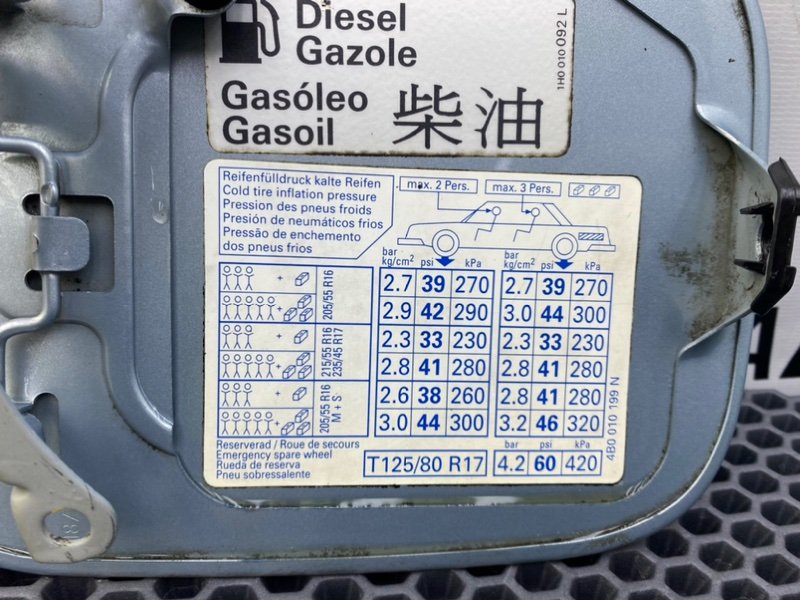 Diesel
Gazole
Gasóleo
Gasoil
柴油
1H0 010 092 L
Reifenfülldruck kalte Reifen
Cold tire inflation pressure
Pression des pneus froids
Presión de neumáticos frios
Pressão de enchemento
dos pneus frios
max. 2 Pers.
max. 3 Pers.
bar psi kPa
kg/cm2
bar psi kPa
kg/cm2
205/55 R16
+
2.7 39 270 2.7 39 270
+
2.9 42 290 3.0 44 300
215/55 R16
235/45 R17
+
2.3 33 230 2.3 33 230
+
2.8 41 280 2.8 41 280
205/55 R16
M + S
+
2.6 38 260 2.8 41 280
+
3.0 44 300 3.2 46 320
Reserverad / Roue de secours
Emergency spare wheel
Rueda de reserva
Pneu sobressalente
T125/80 R17
bar psi kPa
4.2 60 420
4B0 010 199 N